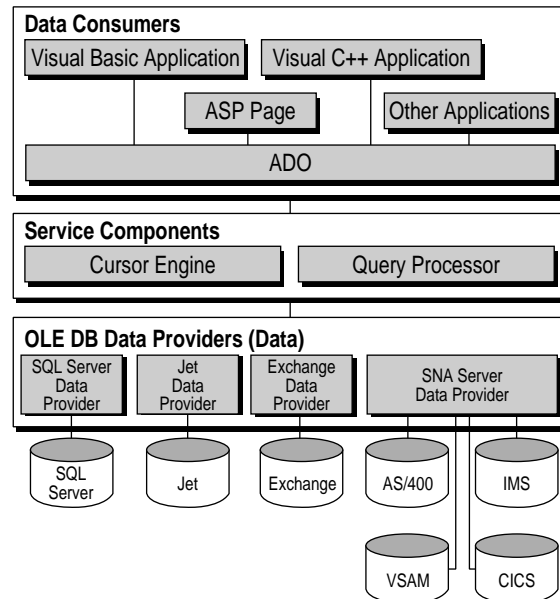 Data Consumers
Visual Basic Application
Visual C++ Application
ASP Page
Other Applications
ADO
Service Components
Cursor Engine
Query Processor
OLE DB Data Providers (Data)
SQL Server
Data
Provider
Jet
Data
Provider
Exchange
Data
Provider
SNA Server
Data Provider
SQL
Server
Jet
Exchange
AS/400
IMS
VSAM
CICS